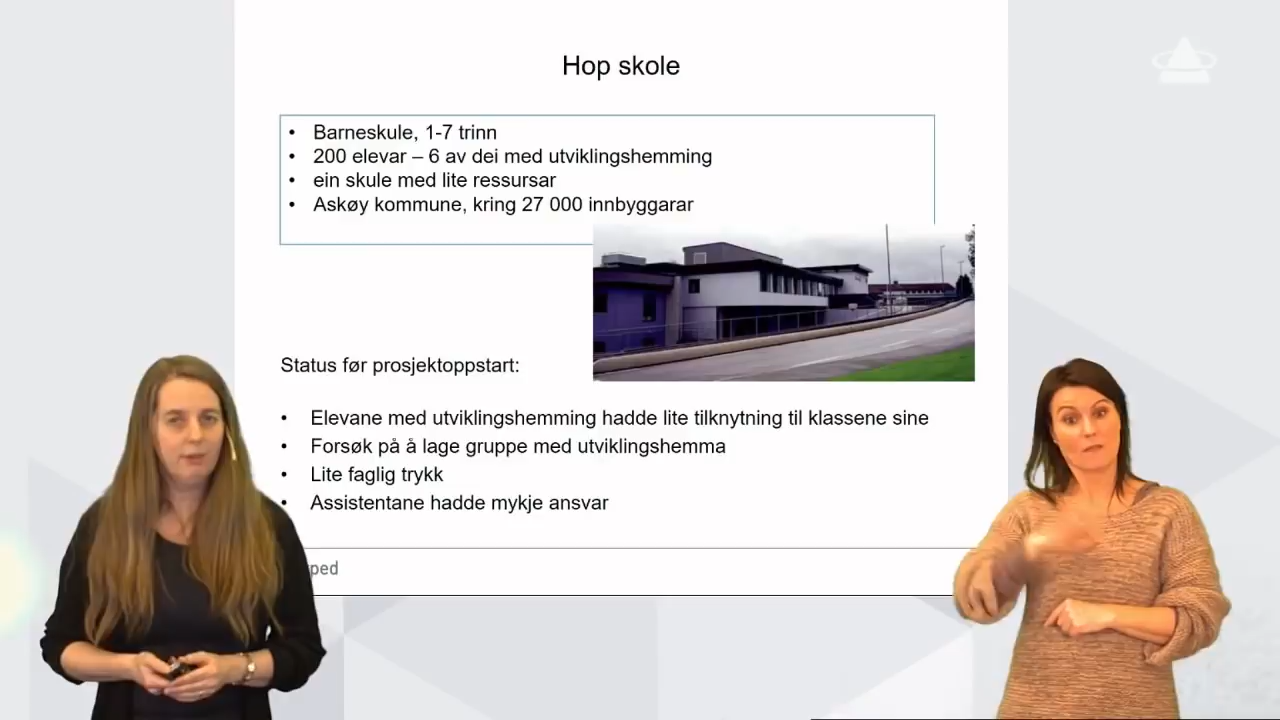 Hop skole
• Barneskule, 1-7 trinn
• 200 elevar – 6 av dei med utviklingshemming
• ein skule med lite ressursar
• Askøy kommune, kring 27 000 innbyggarar
Status før prosjektoppstart:
• Elevane med utviklingshemming hadde lite tilknytning til klassene sine
• Forsøk på å lage gruppe med utviklingshemma
• Lite faglig trykk
• Assistentane hadde mykje ansvar
ped